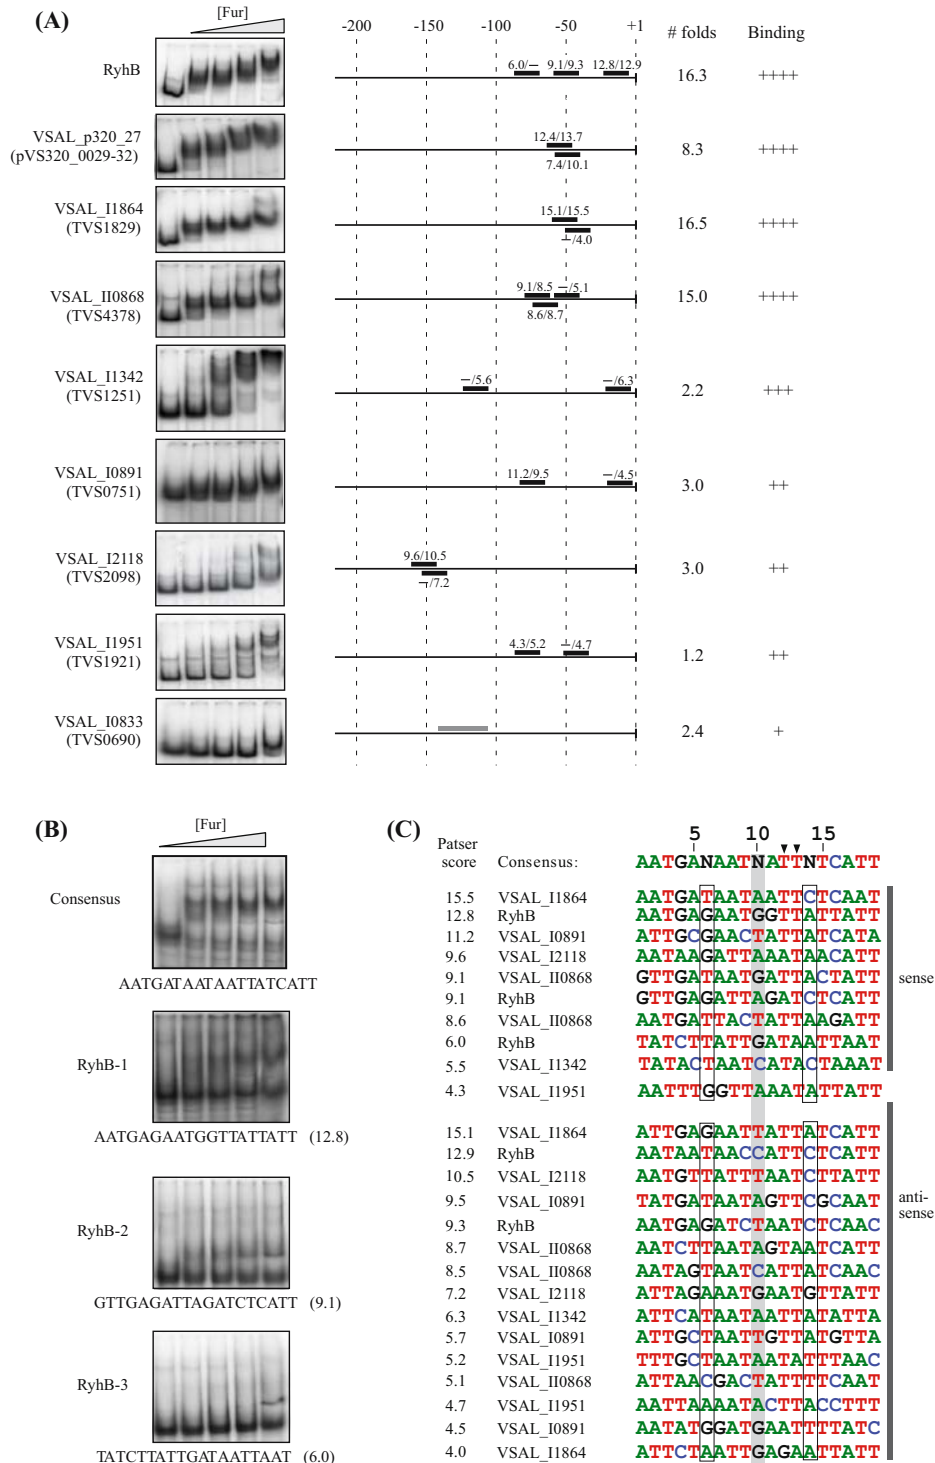 (A)
[Fur]
-200 -150 -100 -50 +1
# folds Binding
RyhB
6.0/— 9.1/9.3 12.8/12.9
16.3 ++++
VSAL_p320_27
(pVS320_0029-32)
12.4/13.7
7.4/10.1
8.3 ++++
VSAL_I1864
(TVS1829)
15.1/15.5
—/4.0
16.5 ++++
VSAL_II0868
(TVS4378)
9.1/8.5 —/5.1
8.6/8.7
15.0 ++++
VSAL_I1342
(TVS1251)
—/5.6 —/6.3
2.2 +++
VSAL_I0891
(TVS0751)
11.2/9.5 —/4.5
3.0 ++
VSAL_I2118
(TVS2098)
9.6/10.5
—/7.2
3.0 ++
VSAL_I1951
(TVS1921)
4.3/5.2 —/4.7
1.2 ++
VSAL_I0833
(TVS0690)
2.4 +
(B)
[Fur]
Consensus
AATGATAATAATTATCATT
RyhB-1
AATGAGAATGGTTATTATT (12.8)
RyhB-2
GTTGAGATTAGATCTCATT (9.1)
RyhB-3
TATCTTATTGATAATTAAT (6.0)
(C)
5 10 15
Patser
score
Consensus: AATGANAATNATTNTCATT
15.5 VSAL_I1864 AATGATAATAATTCTCAAT
12.8 RyhB AATGAGAATGGTTATTATT
11.2 VSAL_I0891 ATTGCGAACTATTATCATA
9.6 VSAL_I2118 AATAAGATTAAATAACATT
9.1 VSAL_II0868 GTTGATAATGATTACTATT
9.1 RyhB GTTGAGATTAGATCTCATT
8.6 VSAL_II0868 AATGATTACTATTAAGATT
6.0 RyhB TATCTTATTGATAATTAAT
5.5 VSAL_I1342 TATACTAATCATACTAAAT
4.3 VSAL_I1951 AATTTGGTTAAATATTATT
sense
15.1 VSAL_I1864 ATTGAGAATTATTATCATT
12.9 RyhB AATAATAACCATTCTCATT
10.5 VSAL_I2118 AATGTTATTTAATCTTATT
9.5 VSAL_I0891 TATGATAATAGTTCGCAAT
9.3 RyhB AATGAGATCTAATCTCAAC
8.7 VSAL_II0868 AATCTTAATAGTAATCATT
8.5 VSAL_II0868 AATAGTAATCATTATCAAC
7.2 VSAL_I2118 ATTAGAAATGAATGTTATT
6.3 VSAL_I1342 ATTCATAATAATTATATTA
5.7 VSAL_I0891 ATTGCTAATTGTTATGTTA
5.2 VSAL_I1951 TTTGCTAATAATATTTAAC
5.1 VSAL_II0868 ATTAACGACTATTTTCAAT
4.7 VSAL_I1951 AATTAAAATACTTACCTTT
4.5 VSAL_I0891 AATATGGATGAATTTTATC
4.0 VSAL_I1864 ATTCTAATTGAGAATTATT
anti-
sense